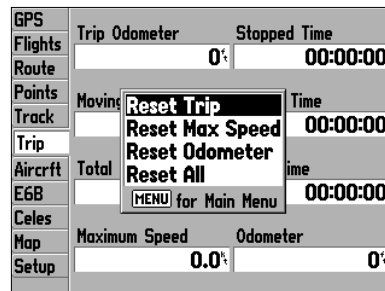 GPS
Flights
Route
Points
Track
Trip
Aircrft
E6B
Celes
Map
Setup
Trip Odometer Stopped Time
0 00:00:00
Moving Time
00:00:00
Reset Trip
Reset Max Speed
Reset Odometer
Reset All
MENU for Main Menu
Total
00:00:00
Maximum Speed Odometer
0.0 0